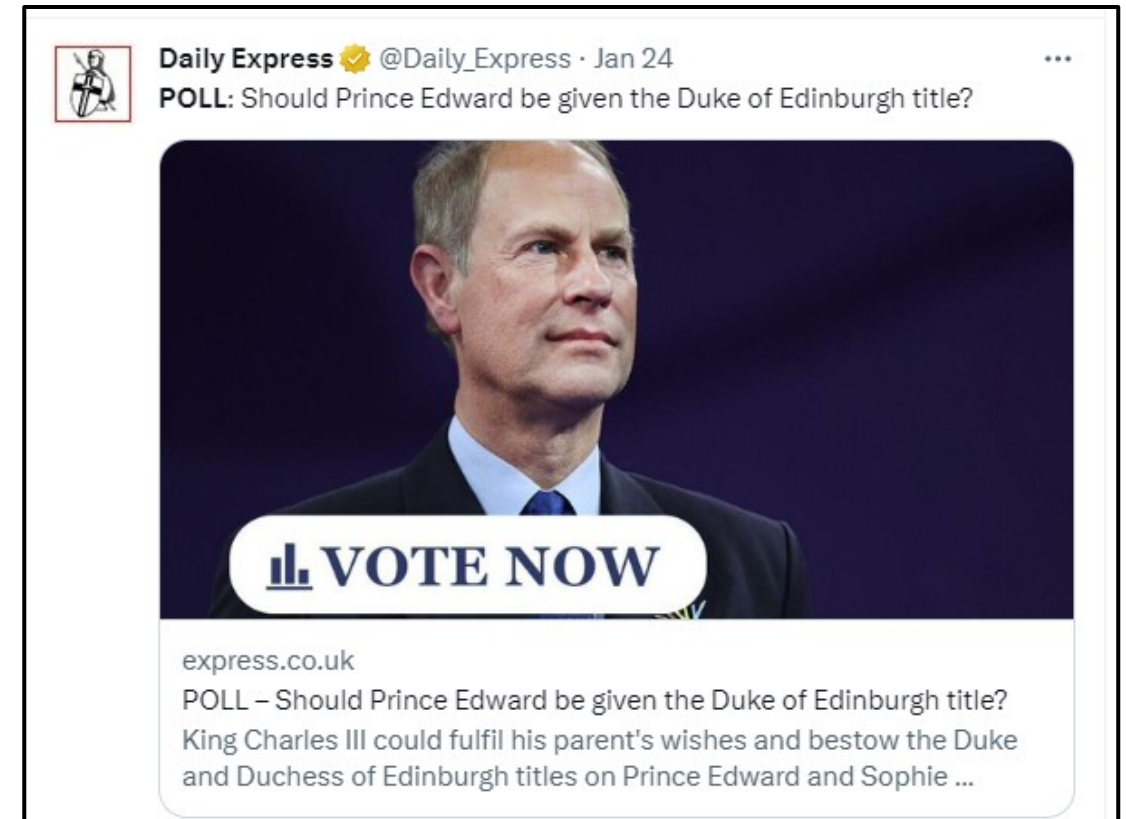 Daily Express @Daily_Express · Jan 24
POLL: Should Prince Edward be given the Duke of Edinburgh title?
VOTE NOW
express.co.uk
POLL – Should Prince Edward be given the Duke of Edinburgh title?
King Charles III could fulfil his parent's wishes and bestow the Duke
and Duchess of Edinburgh titles on Prince Edward and Sophie ...